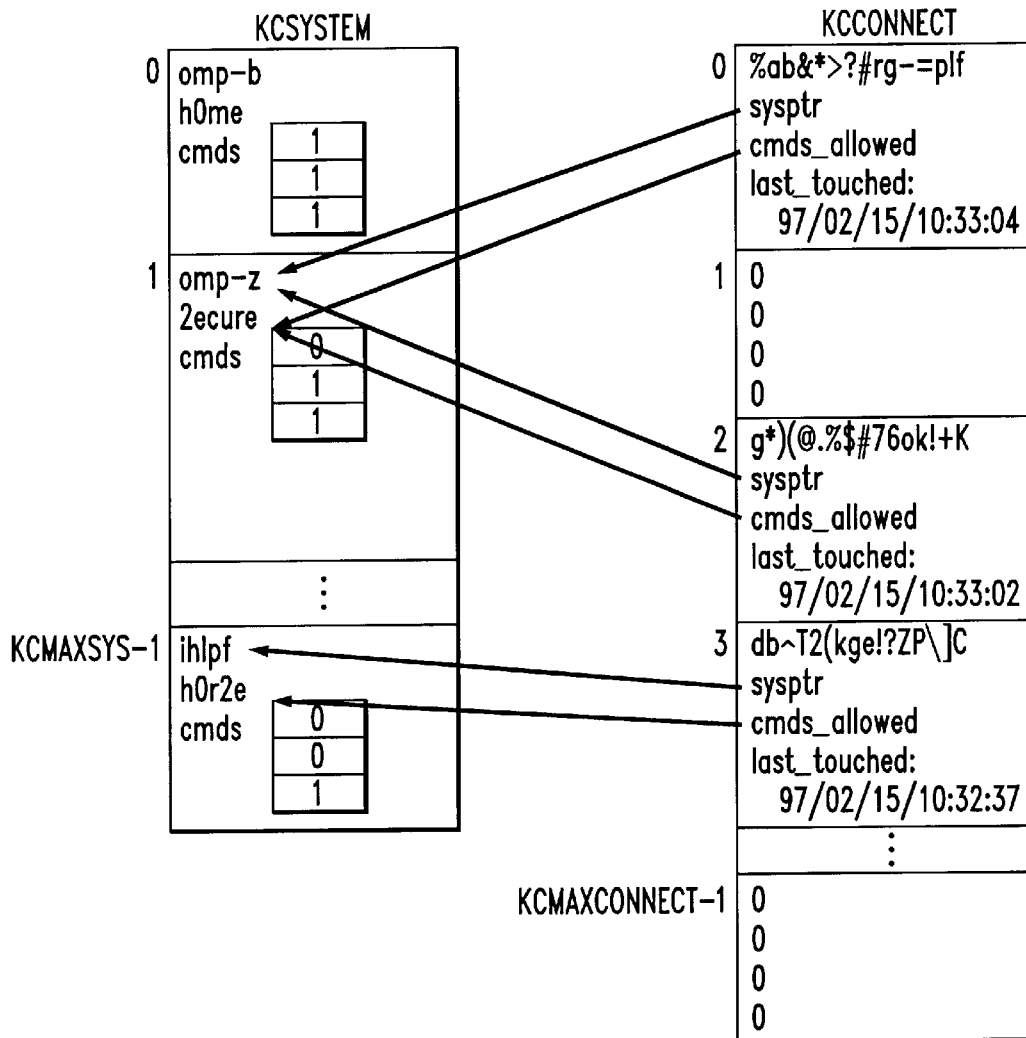 KCSYSTEM
0 omp-b
h0me
cmds
1
1
1
1 omp-z
2ecure
cmds
0
1
1
⋮
KCMAXSYS-1 ihlpf
h0r2e
cmds
0
0
1
KCCONNECT
0 %ab&*>?#rg-=plf
sysptr
cmds_allowed
last_touched:
97/02/15/10:33:04
1 0
0
0
0
2 g*)(@.%$#76ok!+K
sysptr
cmds_allowed
last_touched:
97/02/15/10:33:02
3 db~T2(kge!?ZP\]C
sysptr
cmds_allowed
last_touched:
97/02/15/10:32:37
⋮
KCMAXCONNECT-1 0
0
0
0